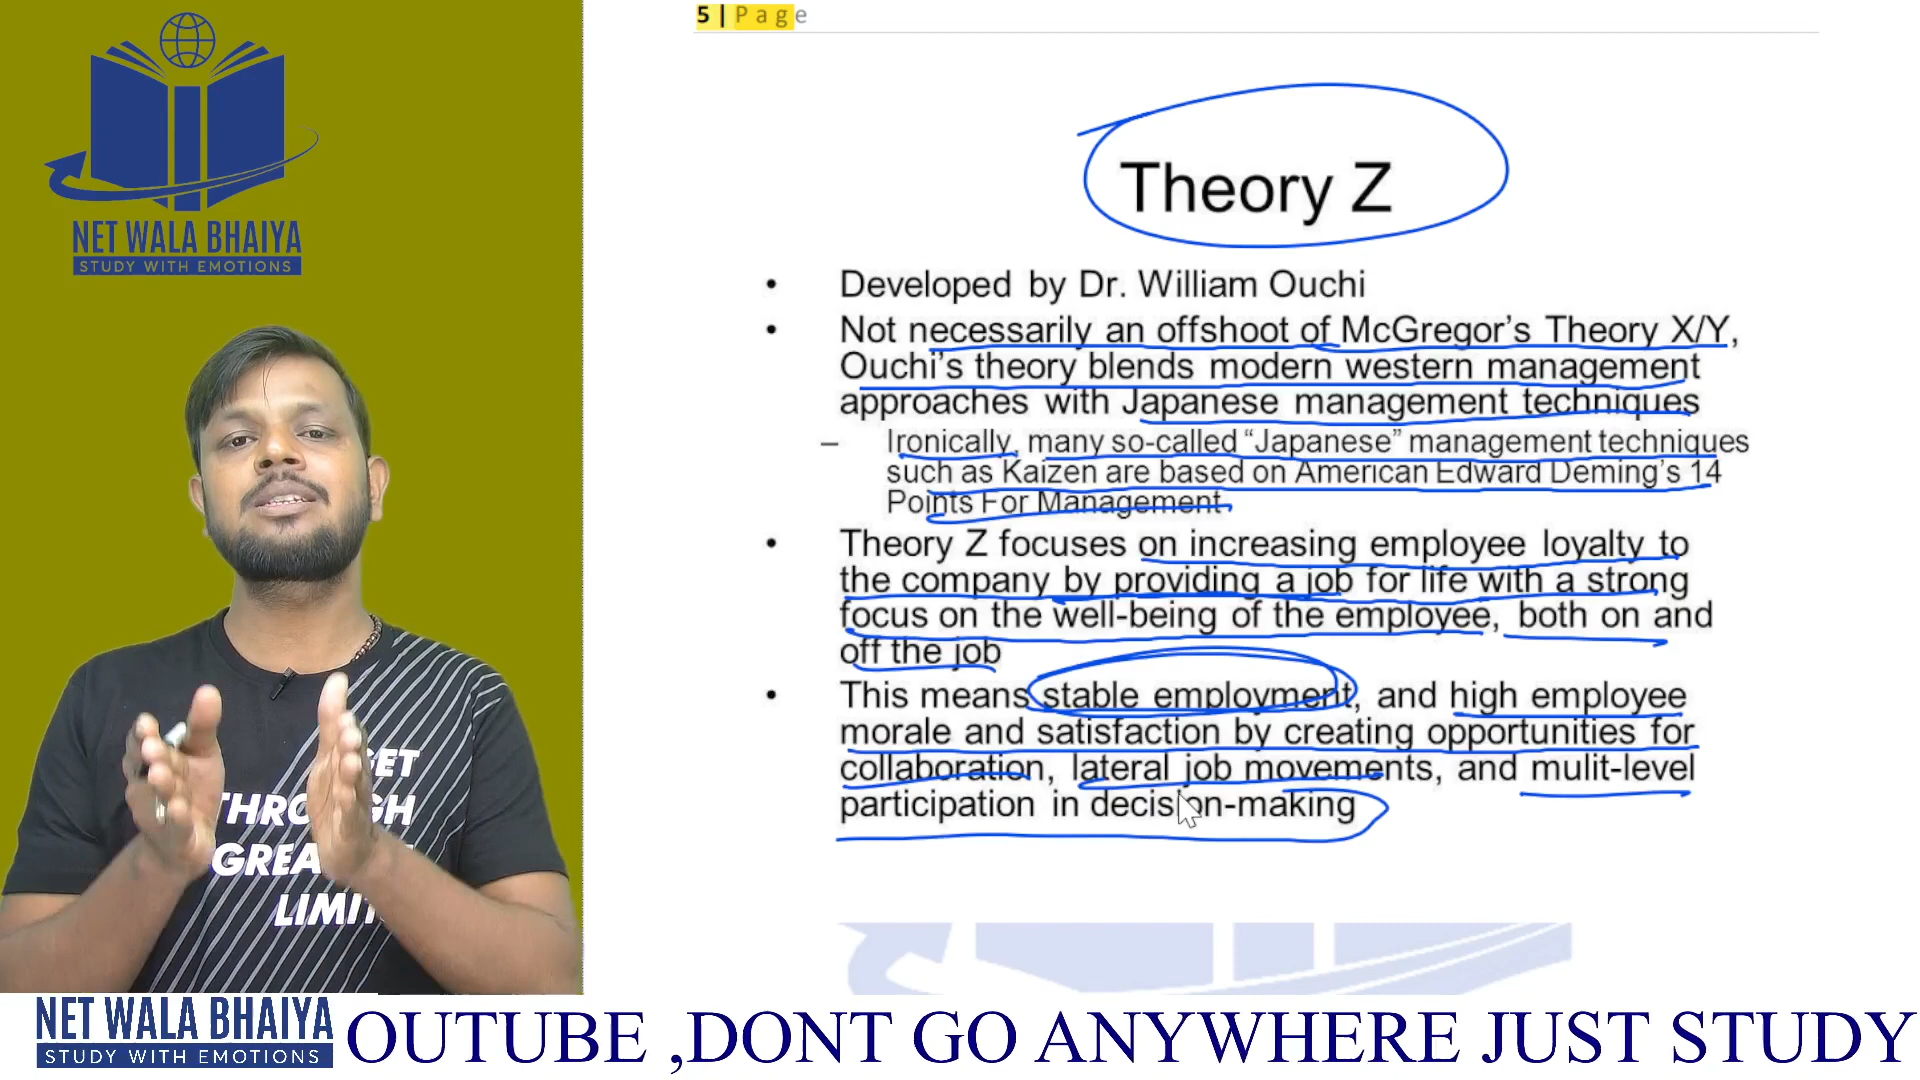 5 | Page
NET WALA BHAIYA
STUDY WITH EMOTIONS
Theory Z
• Developed by Dr. William Ouchi
• Not necessarily an offshoot of McGregor's Theory X/Y,
Ouchi's theory blends modern western management
approaches with Japanese management techniques
– Ironically, many so-called “Japanese” management techniques
such as Kaizen are based on American Edward Deming's 14
Points For Management
• Theory Z focuses on increasing employee loyalty to
the company by providing a job for life with a strong
focus on the well-being of the employee, both on and
off the job
• This means stable employment, and high employee
morale and satisfaction by creating opportunities for
collaboration, lateral job movements, and mulit-level
participation in decision-making
GET
THROUGH
LIMIT
NET WALA BHAIYA
STUDY WITH EMOTIONS
OUTUBE ,DONT GO ANYWHERE JUST STUDY